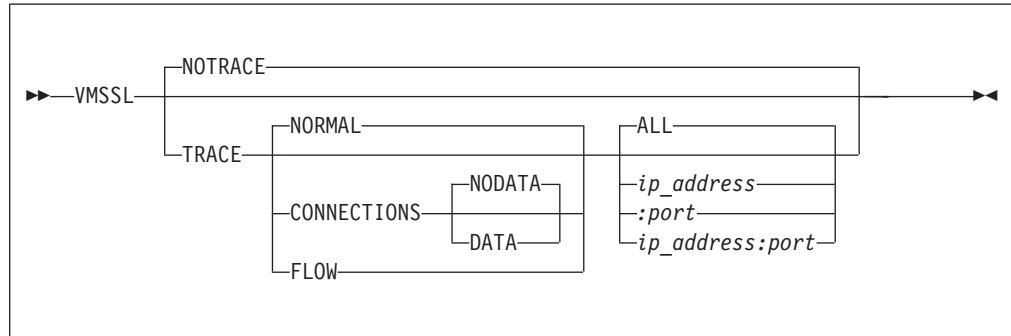 NOTRACE
VMSSL
TRACE
NORMAL
CONNECTIONS
NODATA
DATA
FLOW
ALL
ip_address
:port
ip_address:port